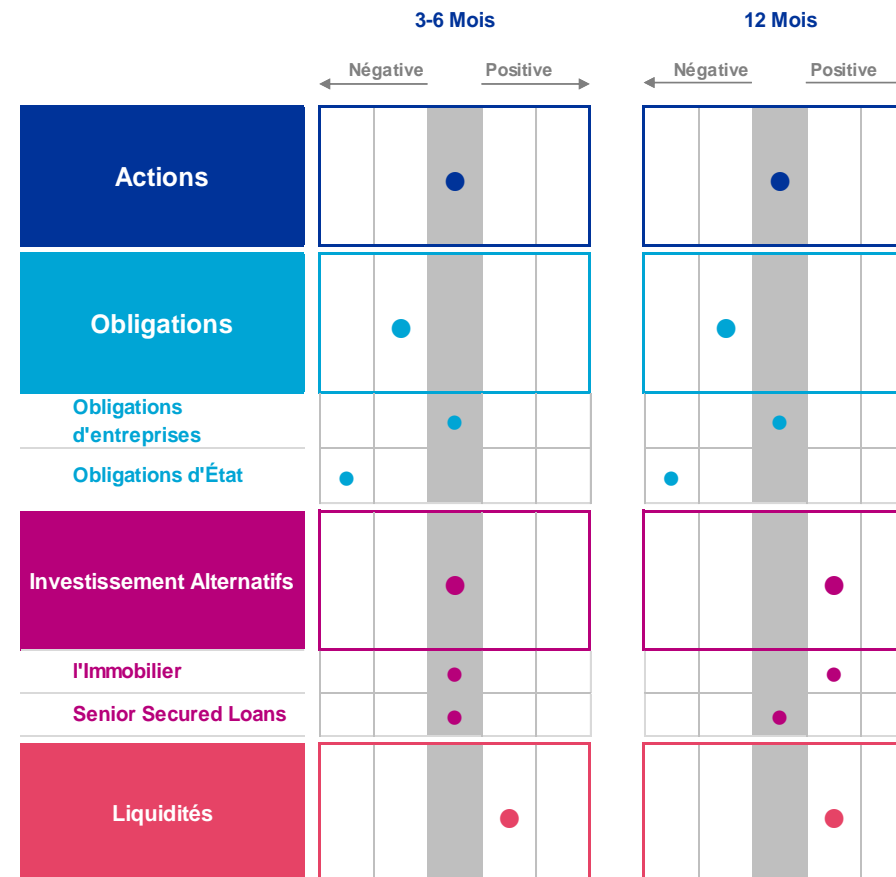 3-6 Mois
12 Mois
Négative
Positive
Négative
Positive
Actions
Obligations
Obligations
d'entreprises
Obligations d'État
Investissement Alternatifs
l'Immobilier
Senior Secured Loans
Liquidités